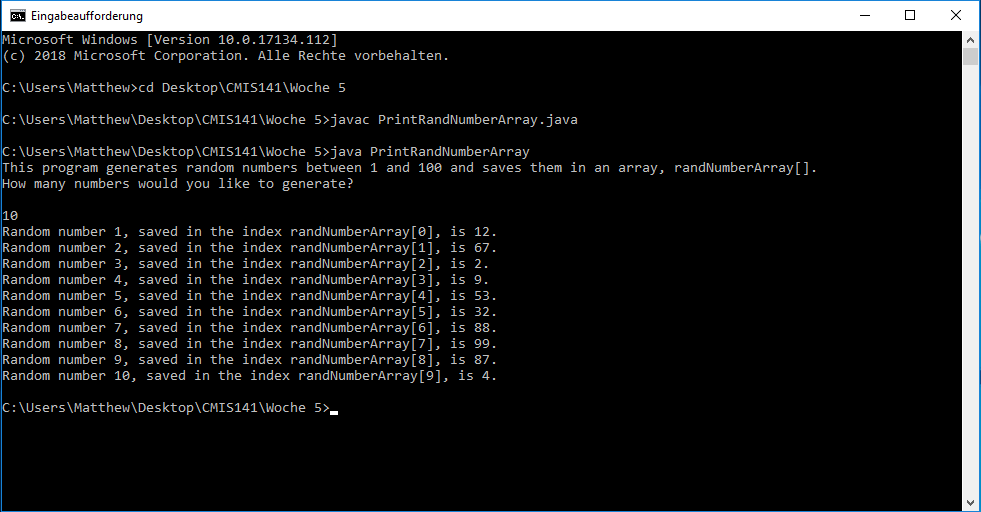 Eingabeaufforderung
Microsoft Windows [Version 10.0.17134.112]
(c) 2018 Microsoft Corporation. Alle Rechte vorbehalten.
C:\Users\Matthew>cd Desktop\CMIS141\Woche 5
C:\Users\Matthew\Desktop\CMIS141\Woche 5>javac PrintRandNumberArray.java
C:\Users\Matthew\Desktop\CMIS141\Woche 5>java PrintRandNumberArray
This program generates random numbers between 1 and 100 and saves them in an array, randNumberArray[].
How many numbers would you like to generate?
10
Random number 1, saved in the index randNumberArray[0], is 12.
Random number 2, saved in the index randNumberArray[1], is 67.
Random number 3, saved in the index randNumberArray[2], is 2.
Random number 4, saved in the index randNumberArray[3], is 9.
Random number 5, saved in the index randNumberArray[4], is 53.
Random number 6, saved in the index randNumberArray[5], is 32.
Random number 7, saved in the index randNumberArray[6], is 88.
Random number 8, saved in the index randNumberArray[7], is 99.
Random number 9, saved in the index randNumberArray[8], is 87.
Random number 10, saved in the index randNumberArray[9], is 4.
C:\Users\Matthew\Desktop\CMIS141\Woche 5>